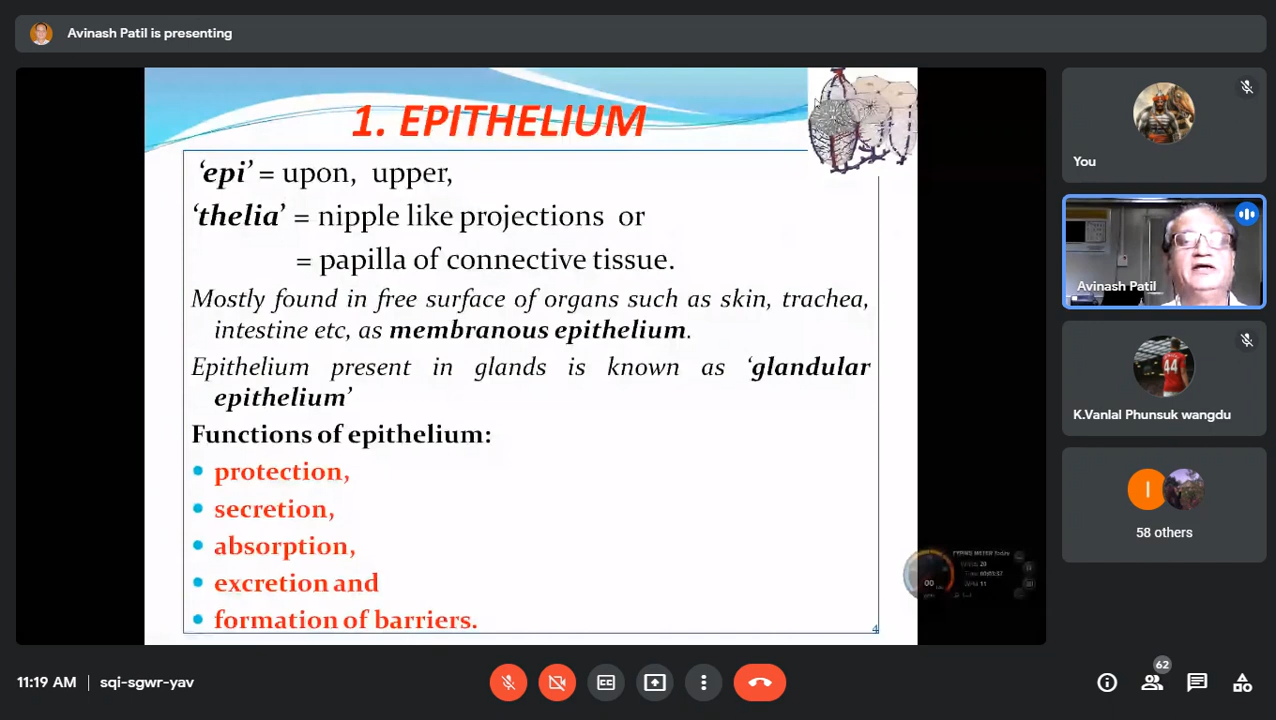 Avinash Patil is presenting
1. EPITHELIUM
‘epi’ = upon, upper,
‘thelia’ = nipple like projections or
= papilla of connective tissue.
Mostly found in free surface of organs such as skin, trachea,
intestine etc, as membranous epithelium.
Epithelium present in glands is known as ‘glandular
epithelium’
Functions of epithelium:
• protection,
• secretion,
• absorption,
• excretion and
• formation of barriers.
4
You
Avinash Patil
44
K.Vanlal Phunsuk wangdu
I
58 others
11:19 AM | sqi-sgwr-yav
CC
62